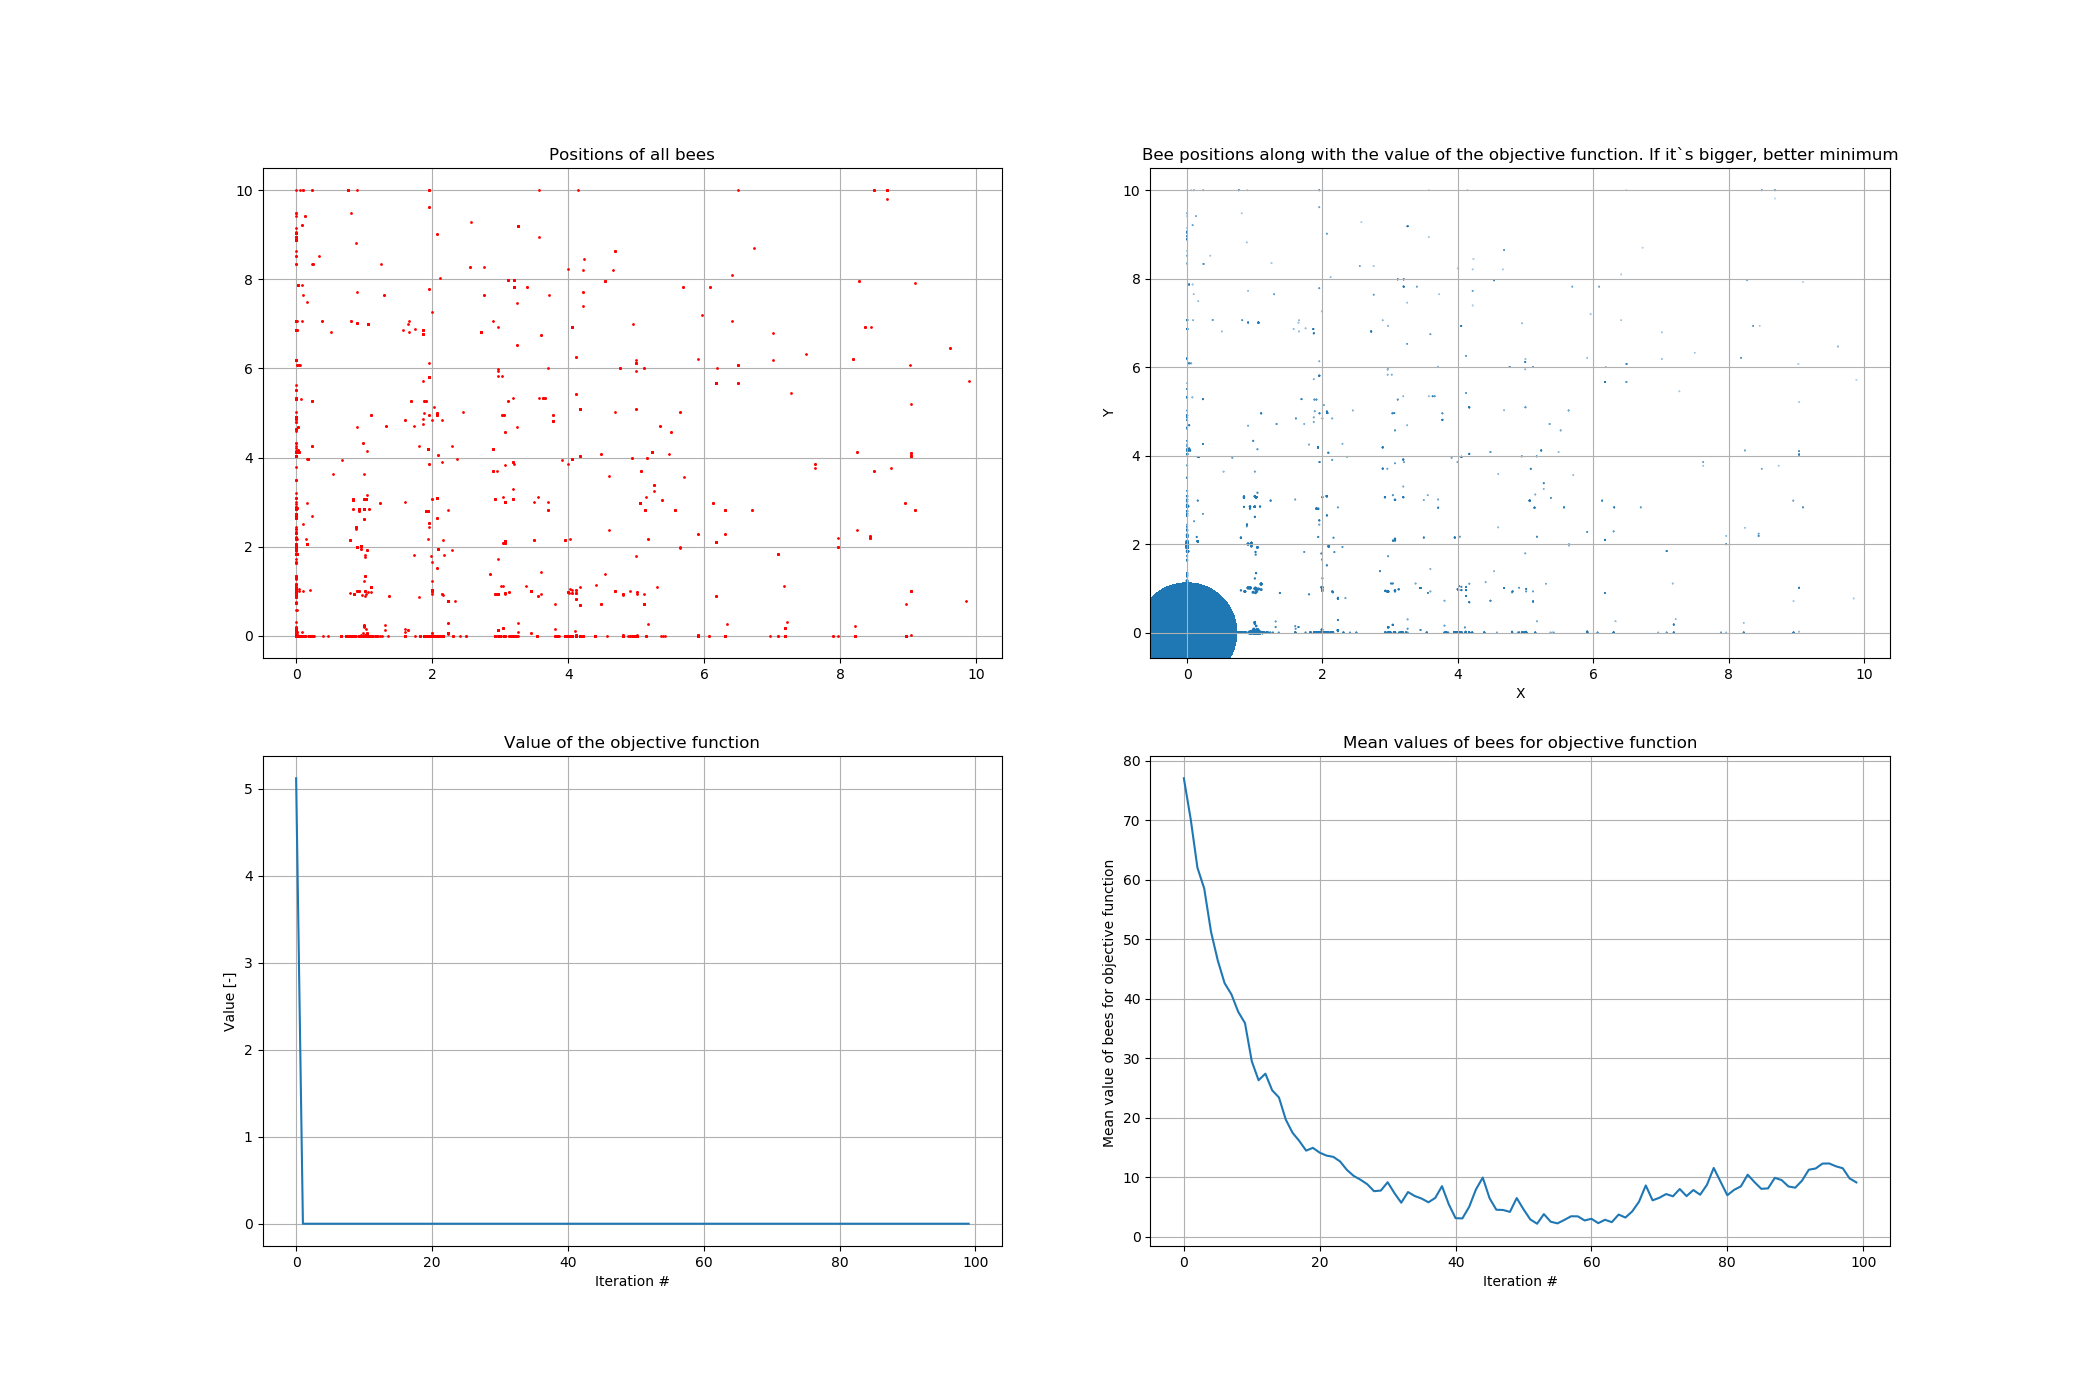 Positions of all bees
10
8
6
4
2
0
0 2 4 6 8 10
Bee positions along with the value of the objective function. If it`s bigger, better minimum
Y
10
8
6
4
2
0
0 2 4 6 8 10
X
Value of the objective function
Value [-]
5
4
3
2
1
0
0 20 40 60 80 100
Iteration #
Mean values of bees for objective function
Mean value of bees for objective function
80
70
60
50
40
30
20
10
0
0 20 40 60 80 100
Iteration #